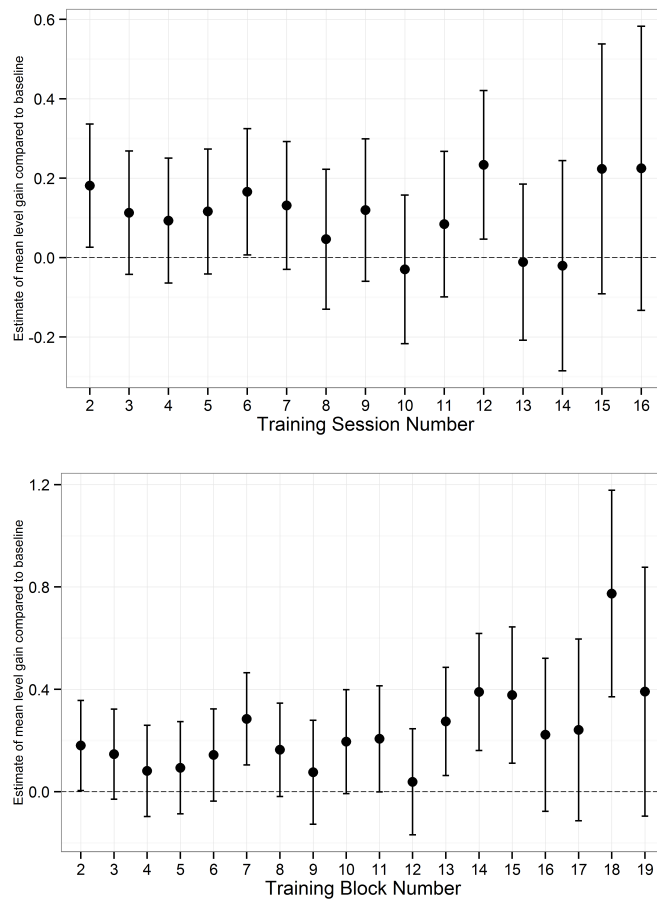 Estimate of mean level gain compared to baseline
0.6
0.4
0.2
0.0
-0.2
2 3 4 5 6 7 8 9 10 11 12 13 14 15 16
Training Session Number
Estimate of mean level gain compared to baseline
1.2
0.8
0.4
0.0
2 3 4 5 6 7 8 9 10 11 12 13 14 15 16 17 18 19
Training Block Number